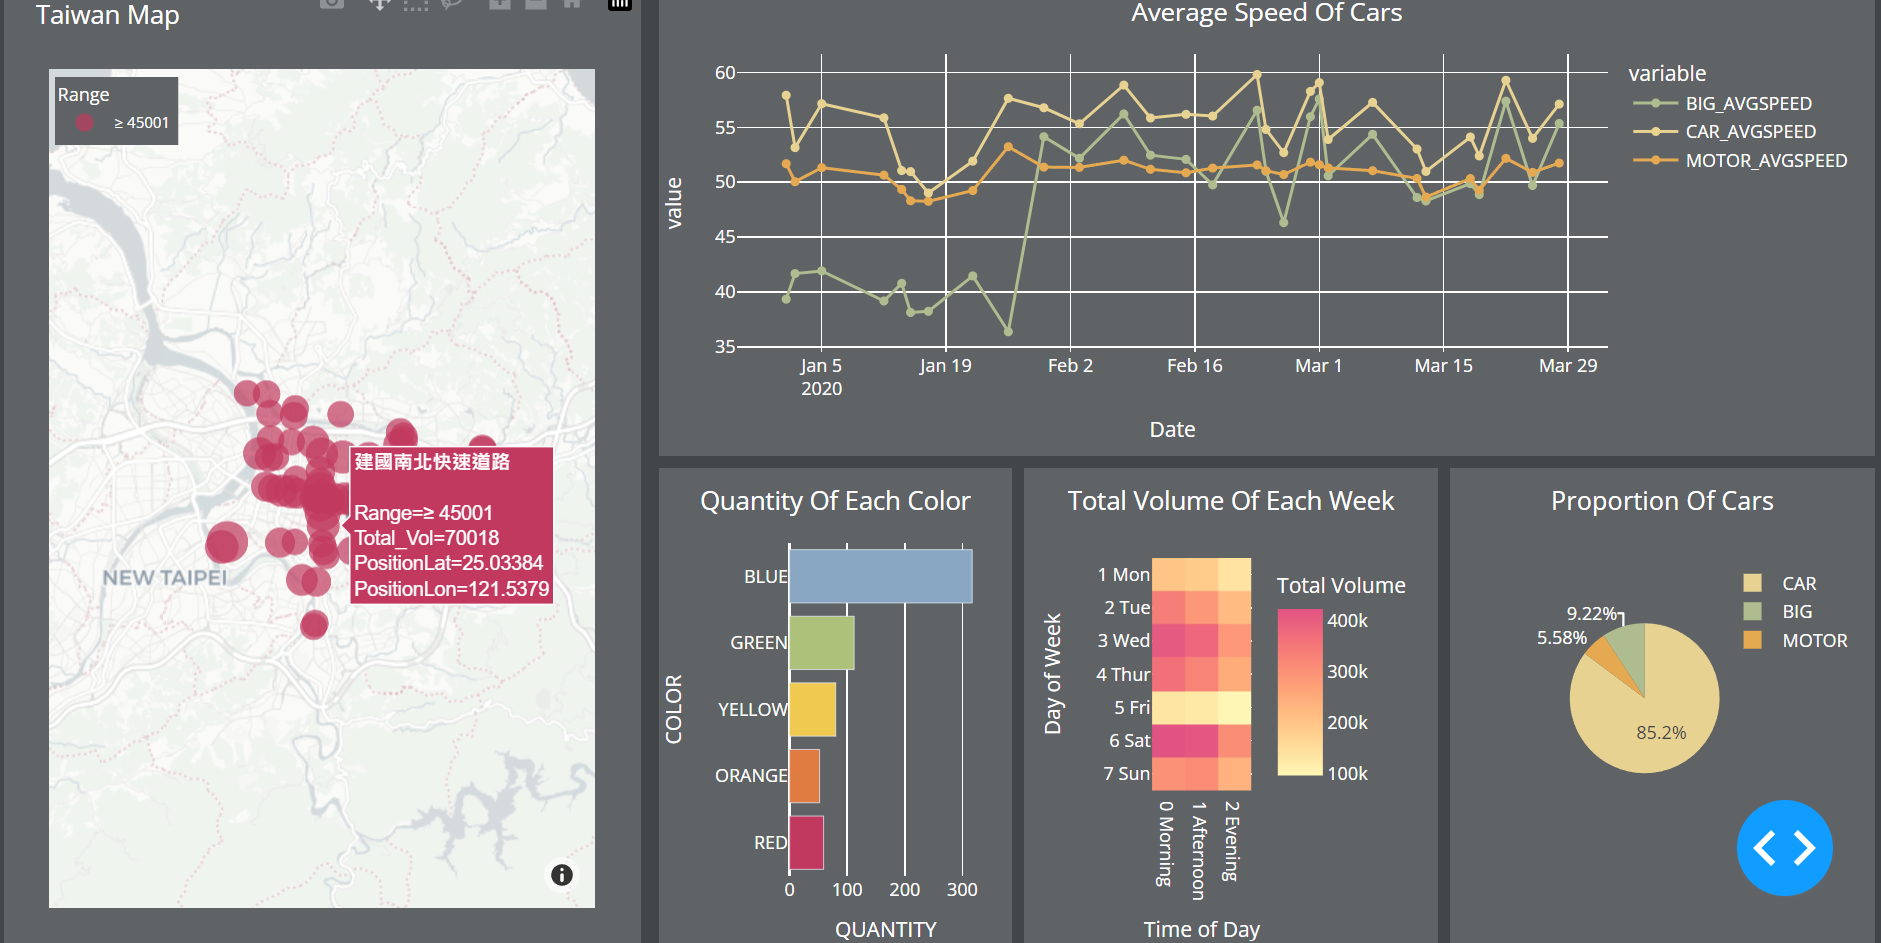 Taiwan Map
Range
≥ 45001
NEW TAIPEI
建國南北快速道路
Range=≥ 45001
Total_Vol=70018
PositionLat=25.03384
PositionLon=121.5379
Average Speed Of Cars
value
60
55
50
45
40
35
Jan 5
2020
Jan 19
Feb 2
Feb 16
Mar 1
Mar 15
Mar 29
Date
variable
BIG_AVGSPEED
CAR_AVGSPEED
MOTOR_AVGSPEED
Quantity Of Each Color
COLOR
BLUE
GREEN
YELLOW
ORANGE
RED
0
100
200
300
QUANTITY
Total Volume Of Each Week
Day of Week
1 Mon
2 Tue
3 Wed
4 Thur
5 Fri
6 Sat
7 Sun
0 Morning
1 Afternoon
2 Evening
Time of Day
Total Volume
400k
300k
200k
100k
Proportion Of Cars
9.22%
5.58%
85.2%
CAR
BIG
MOTOR